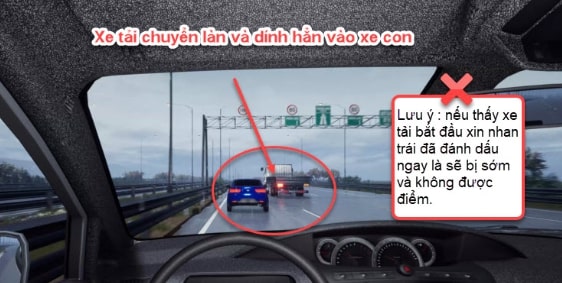 Xe tải chuyển làn và dính hẳn vào xe con
Lưu ý : nếu thấy xe
tải bắt đầu xin nhan
trái đã đánh dấu
ngay là sẽ bị sớm
và không được
điểm.